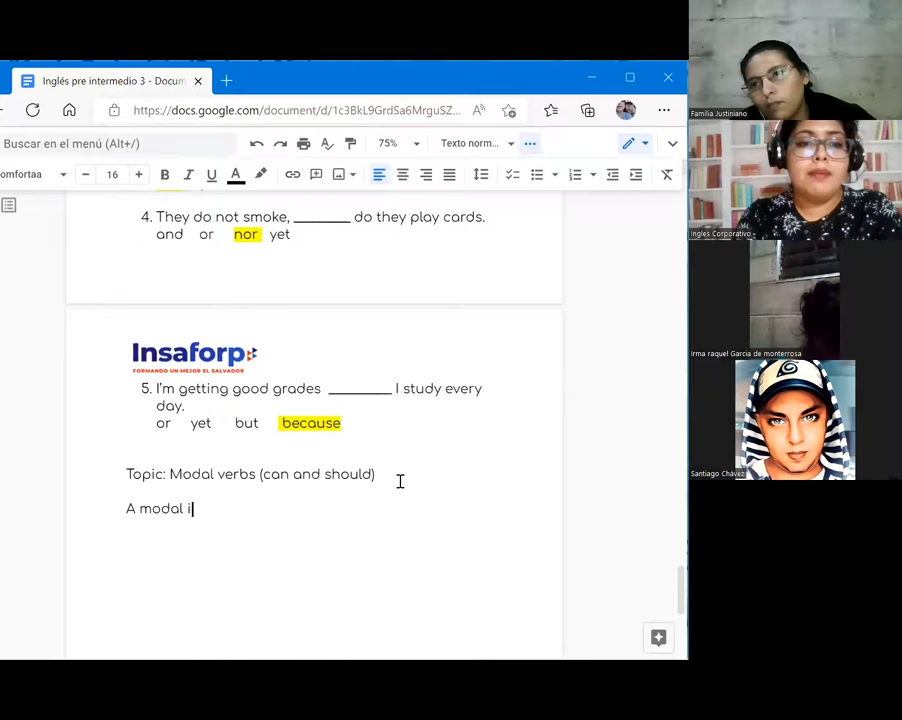 Inglés pre intermedio 3 - Docum
https://docs.google.com/document/d/1c3BkL9GrdSa6MrguSZ...
Buscar en el menú (Alt+/)
75%
Texto norm...
omfortaa
16
4. They do not smoke, ________ do they play cards.
and or nor yet
Insaforp
FORMANDO UN MEJOR EL SALVADOR
5. I'm getting good grades _________ I study every
day.
or yet but because
Topic: Modal verbs (can and should)
A modal i
Familia Justiniano
Ingles Corporativo -
Irma raquel Garcia de monterrosa
Santiago Chávez